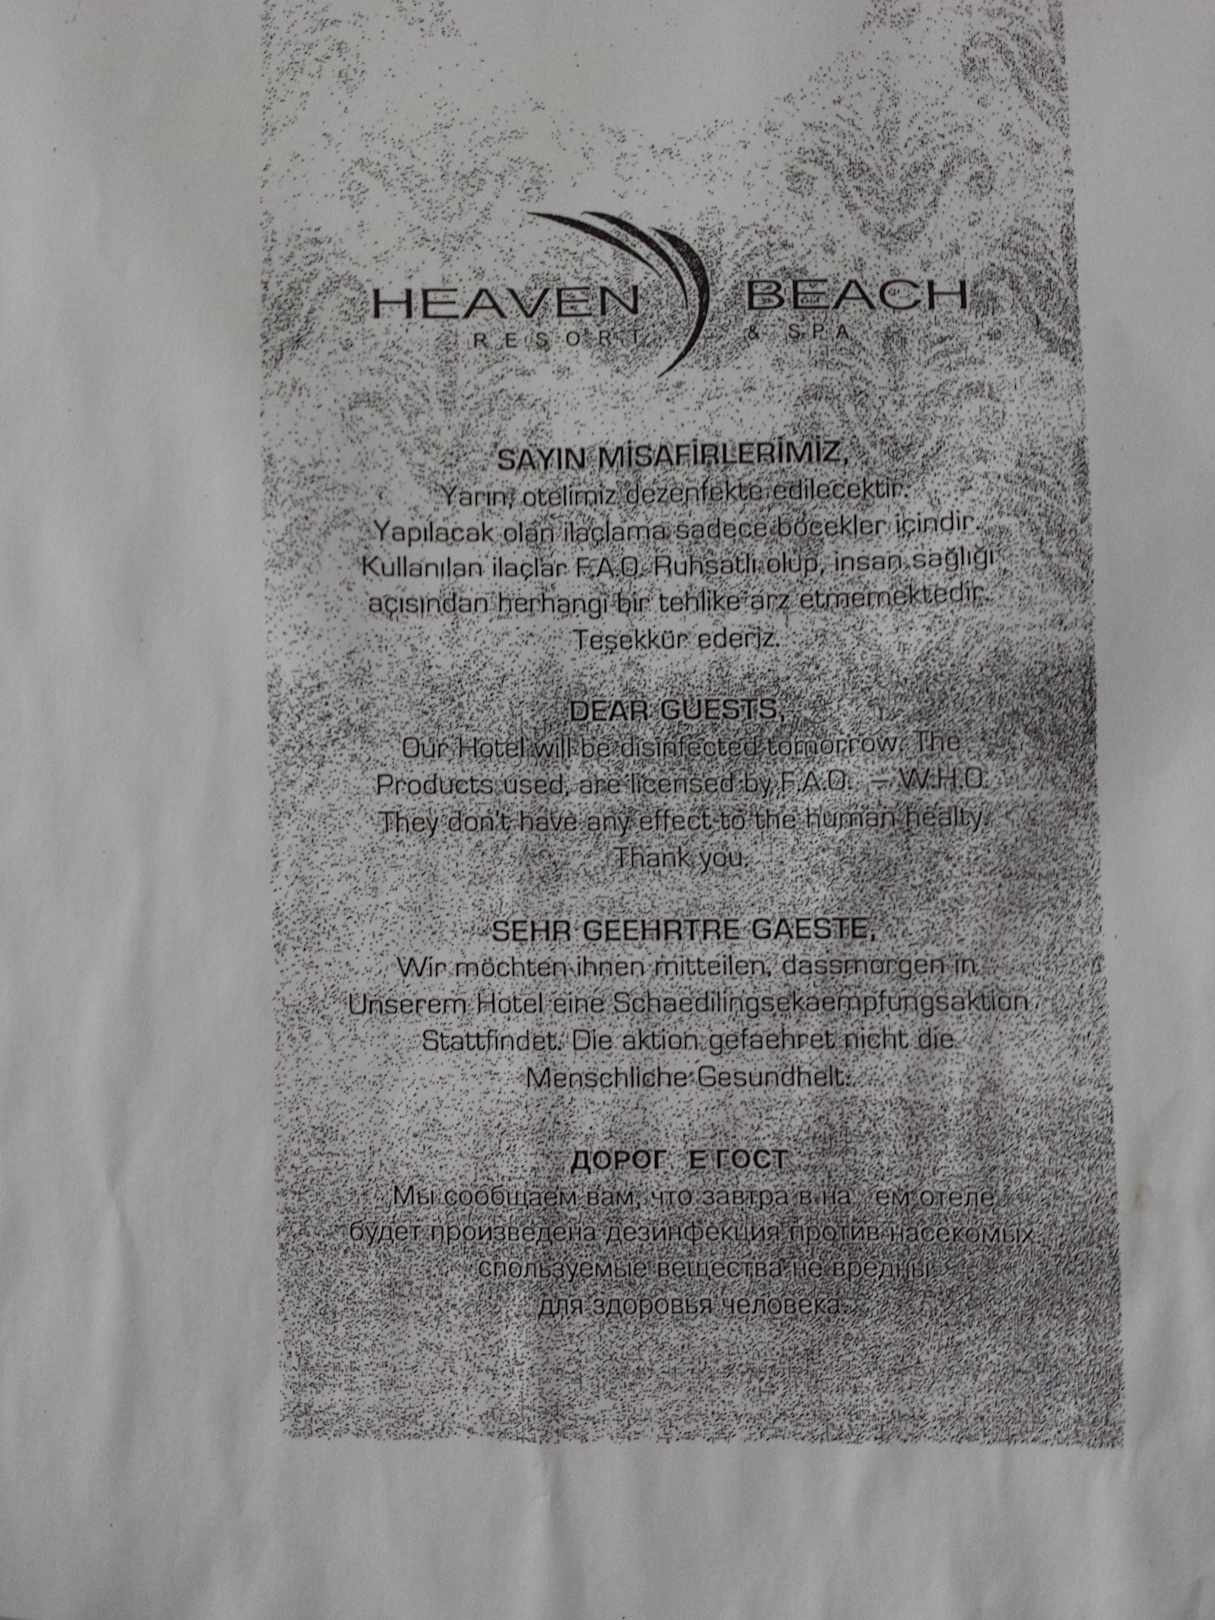 HEAVEN BEACH
RESORT & SPA
SAYIN MİSAFİRLERİMİZ,
Yarın, otelimiz dezenfekte edilecektir.
Yapılacak olan ilaçlama sadece böcekler içindir.
Kullanılan ilaçlar F.A.O. Ruhsatlı olup, insan sağlığı
açısından herhangi bir tehlike arz etmemektedir.
Teşekkür ederiz.
DEAR GUESTS,
Our Hotel will be disinfected tomorrow. The
Products used, are licensed by F.A.O. – W.H.O.
They don't have any effect to the human healty.
Thank you.
SEHR GEEHRTRE GAESTE,
Wir möchten ihnen mitteilen, dassmorgen in
Unserem Hotel eine Schaedilingsekaempfungsaktion
Stattfindet. Die aktion gefaehret nicht die
Menschliche Gesundheit.
ДОРОГ Е ГОСТ
Мы сообщаем вам, что завтра в на ем отеле
будет произведена дезинфекция против насекомых.
спользуемые вещества не вредны
для здоровья человека.